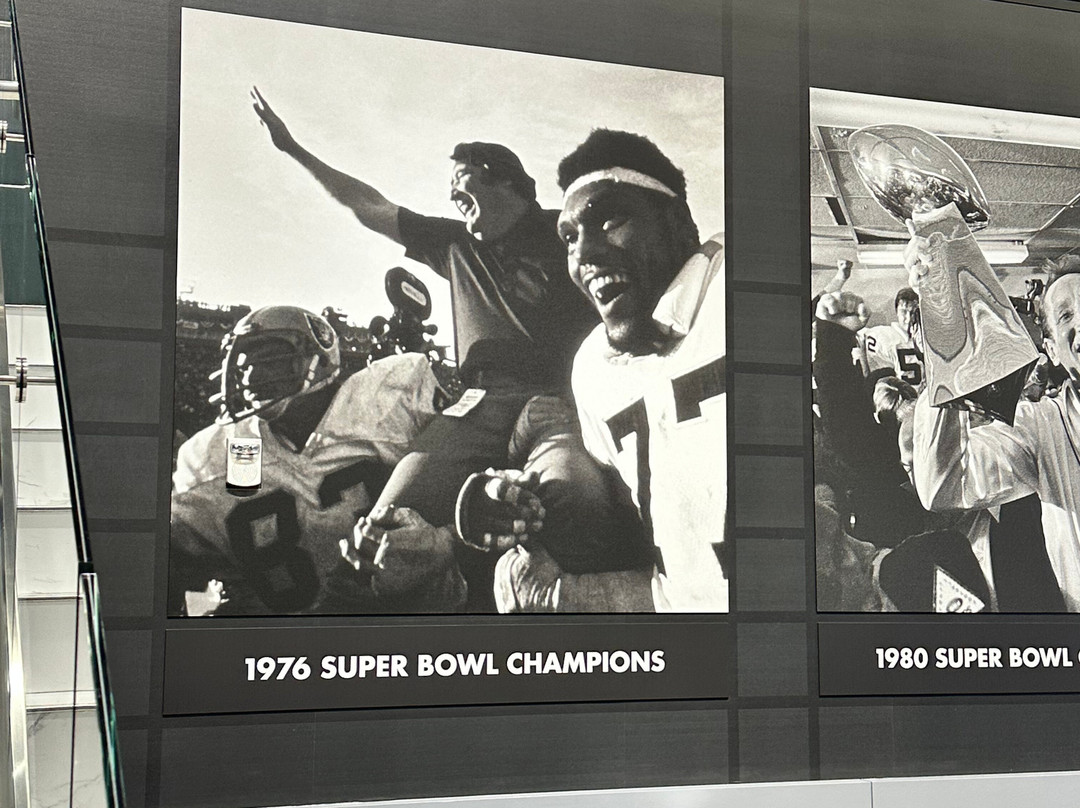 1976 SUPER BOWL CHAMPIONS
1980 SUPER BOWL